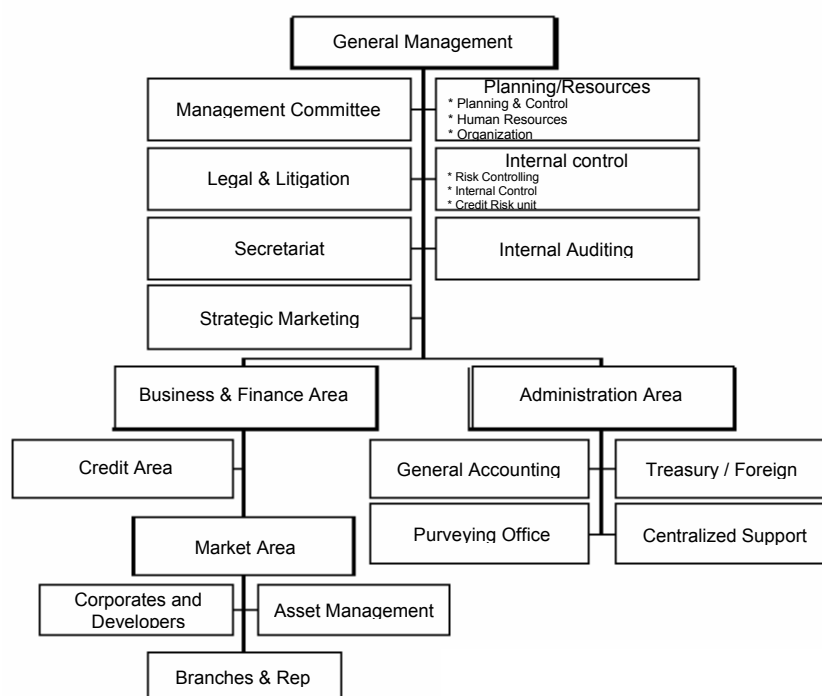 General Management
Management Committee
Planning/Resources
* Planning & Control
* Human Resources
* Organization
Legal & Litigation
Internal control
* Risk Controlling
* Internal Control
* Credit Risk unit
Secretariat
Internal Auditing
Strategic Marketing
Business & Finance Area
Administration Area
Credit Area
General Accounting
Treasury / Foreign
Market Area
Purveying Office
Centralized Support
Corporates and
Developers
Asset Management
Branches & Rep